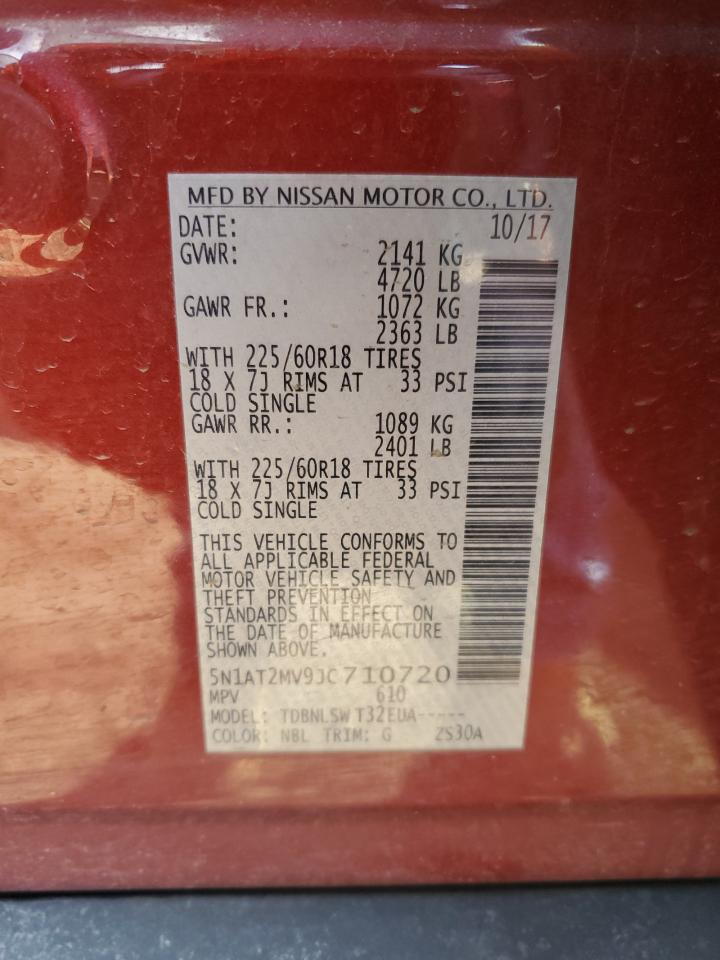 MFD BY NISSAN MOTOR CO., LTD.
DATE: 10/17
GVWR: 2141 KG
4720 LB
GAWR FR.: 1072 KG
2363 LB
WITH 225/60R18 TIRES
18 X 7J RIMS AT 33 PSI
COLD SINGLE
GAWR RR.: 1089 KG
2401 LB
WITH 225/60R18 TIRES
18 X 7J RIMS AT 33 PSI
COLD SINGLE
THIS VEHICLE CONFORMS TO
ALL APPLICABLE FEDERAL
MOTOR VEHICLE SAFETY AND
THEFT PREVENTION
STANDARDS IN EFFECT ON
THE DATE OF MANUFACTURE
SHOWN ABOVE.
5N1AT2MV9JC710720
MPV 610
MODEL: TDBNLSW T32EUA-----
COLOR: NBL TRIM: G ZS30A